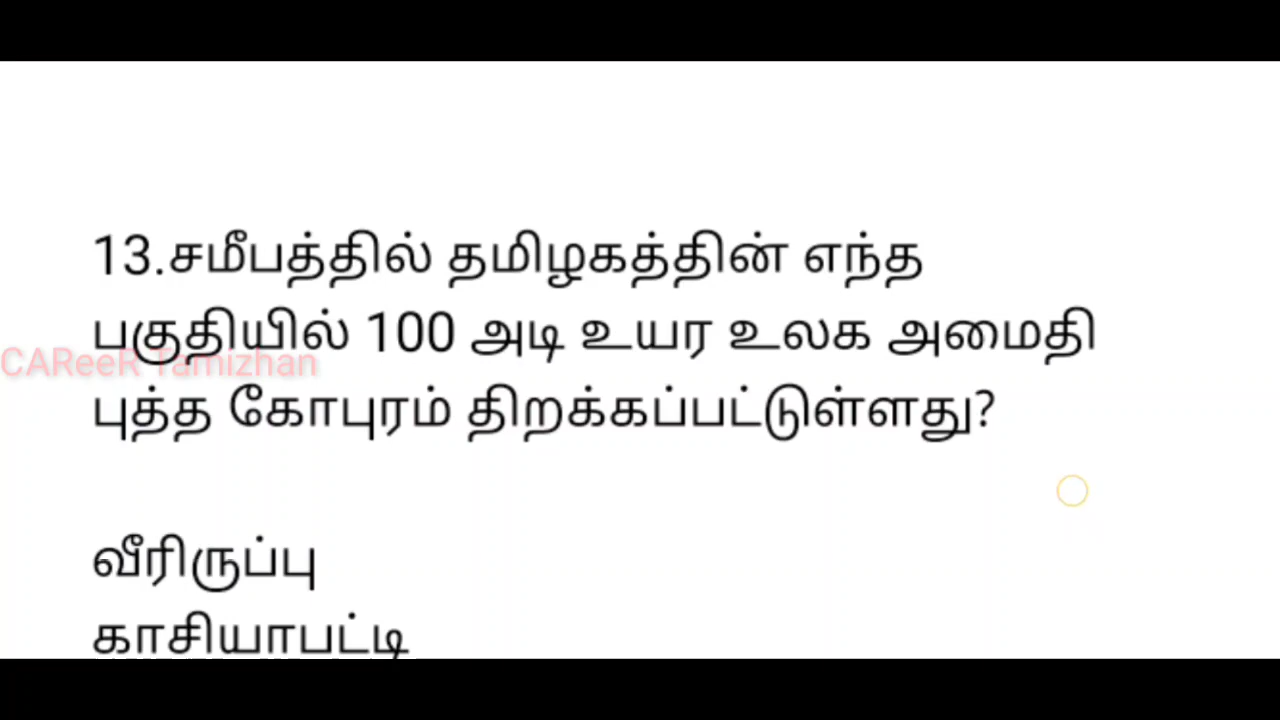 13.சமீபத்தில் தமிழகத்தின் எந்த
பகுதியில் 100 அடி உயர உலக அமைதி
CAReeR Tamizhan
புத்த கோபுரம் திறக்கப்பட்டுள்ளது?
வீரிருப்பு
காசியாபட்டி